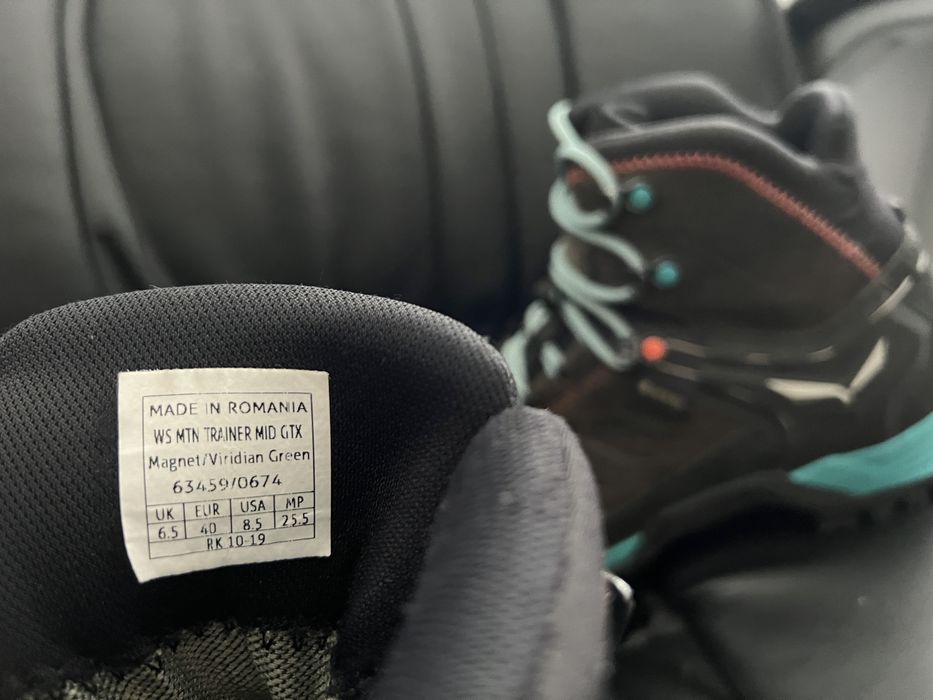 MADE IN ROMANIA
WS MTN TRAINER MID GTX
Magnet/Viridian Green
63459/0674
UK EUR USA MP
6.5 40 8.5 25.5
RK 10-19